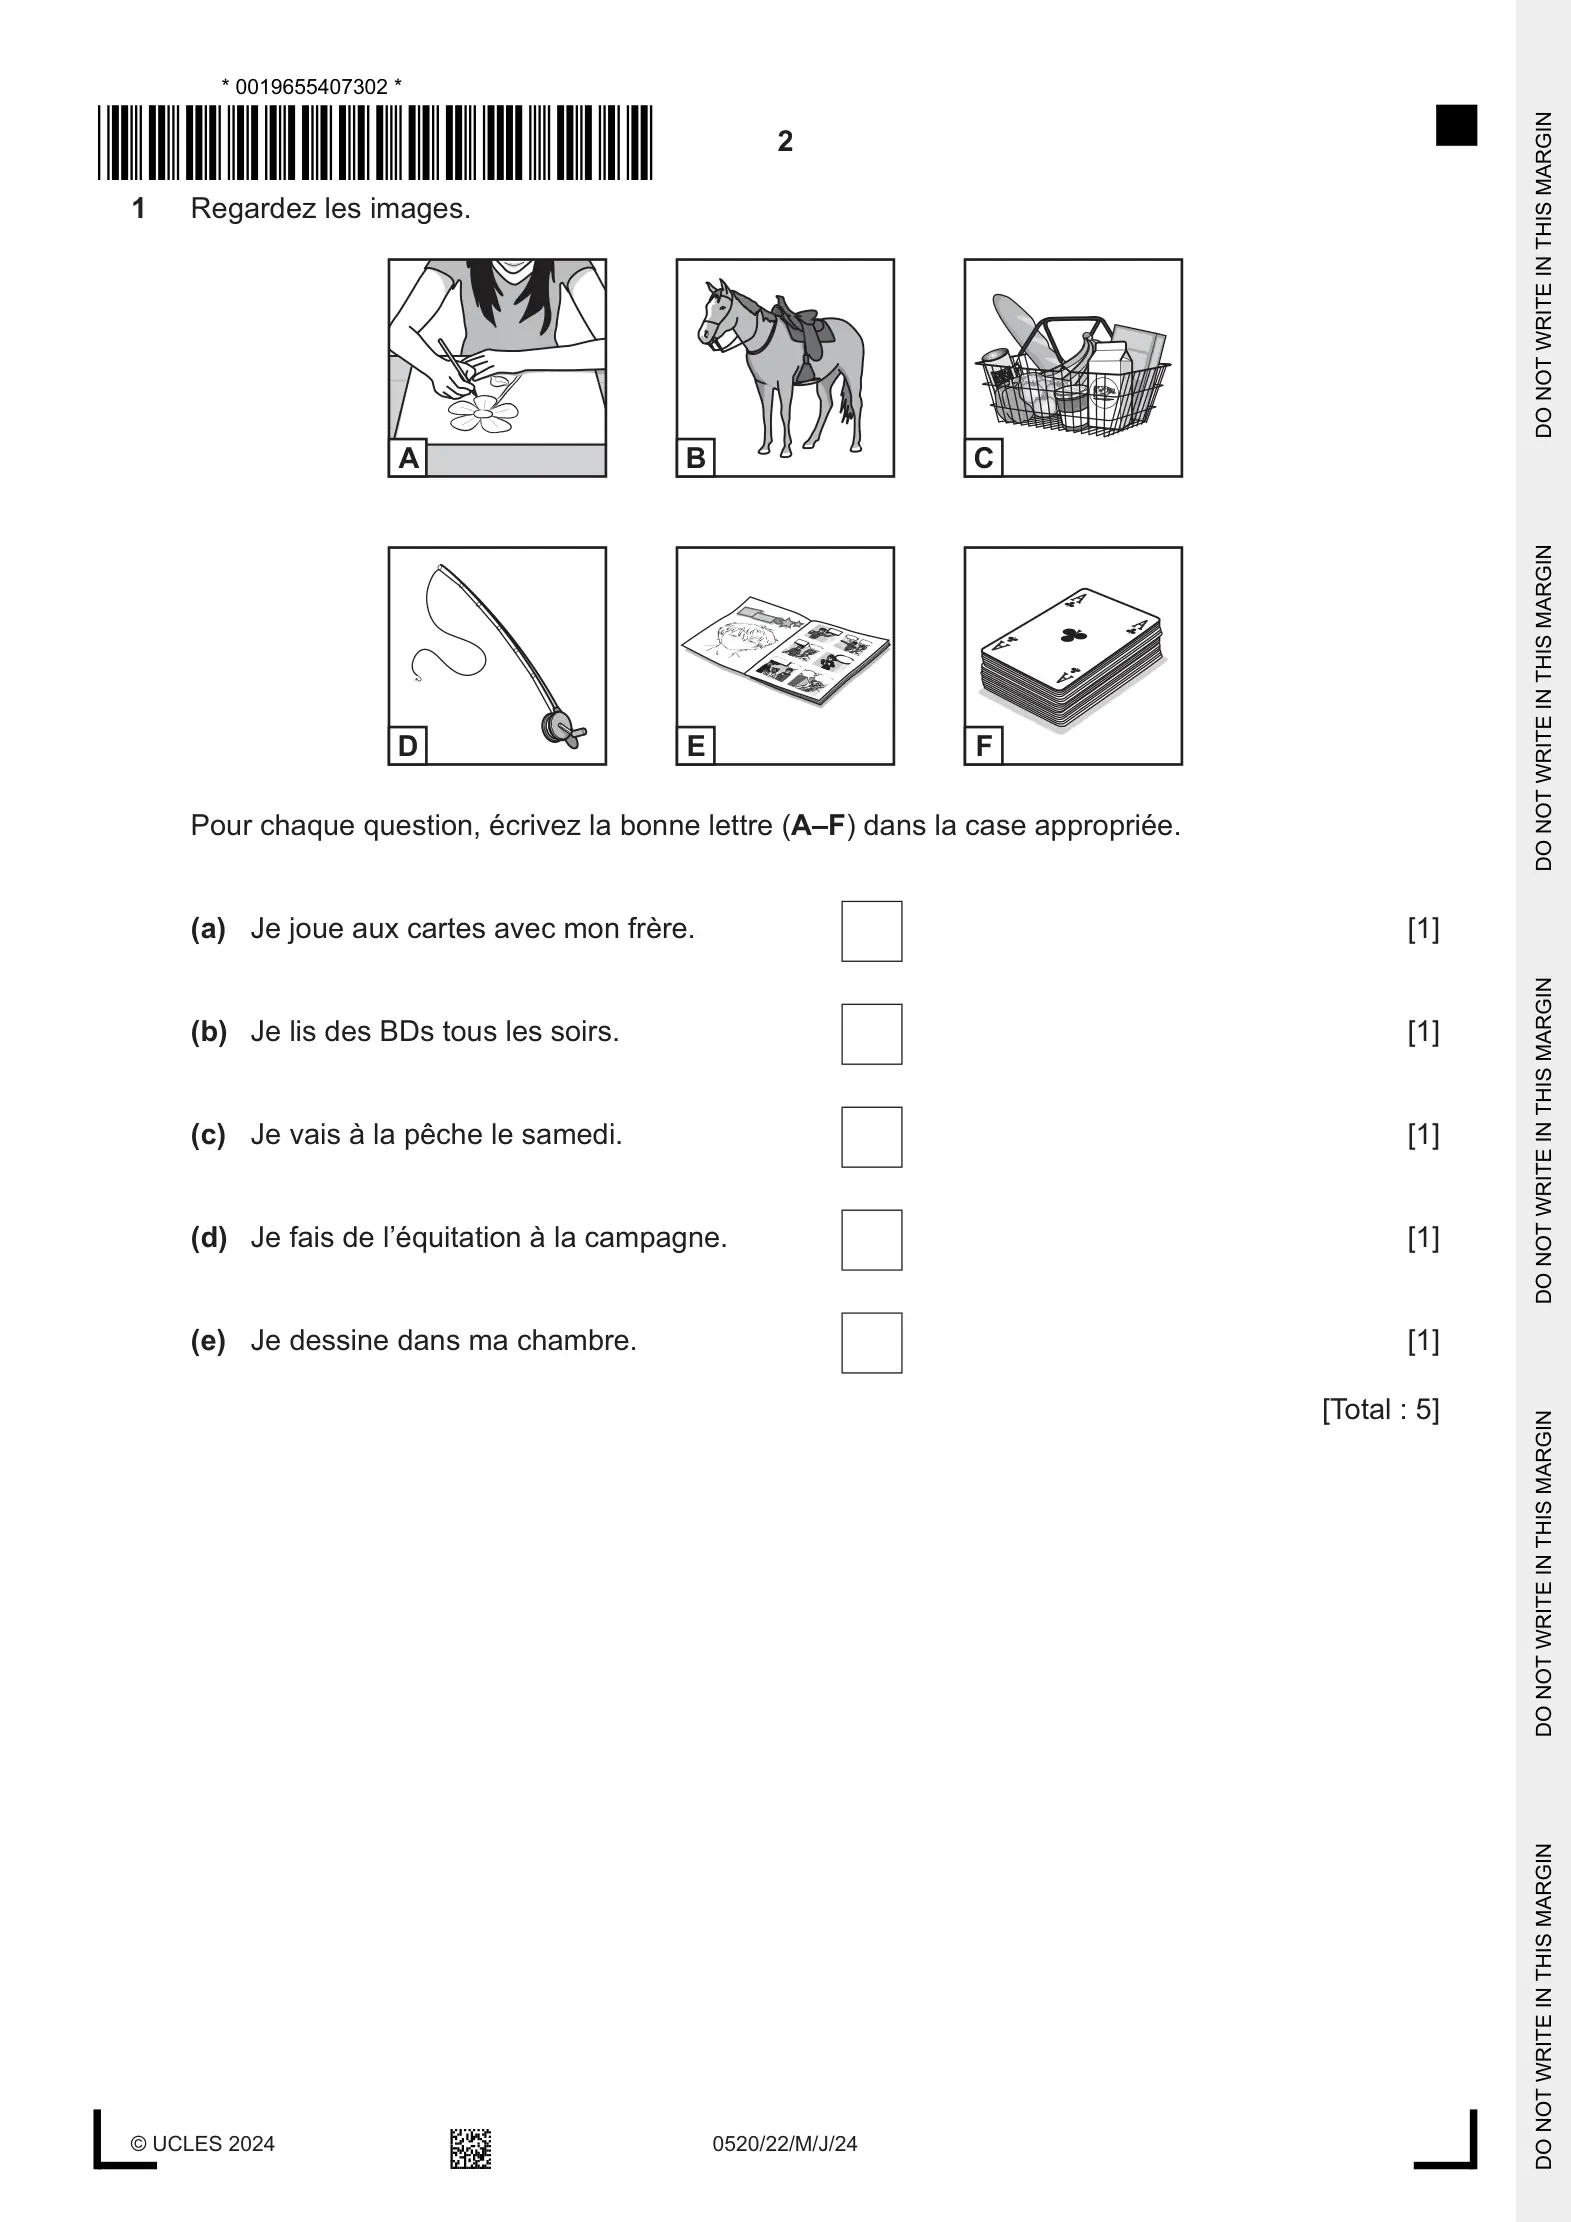 * 0019655407302 *
2
1 Regardez les images.
A B C
D E F
Pour chaque question, écrivez la bonne lettre (A–F) dans la case appropriée.
(a) Je joue aux cartes avec mon frère. [1]
(b) Je lis des BDs tous les soirs. [1]
(c) Je vais à la pêche le samedi. [1]
(d) Je fais de l’équitation à la campagne. [1]
(e) Je dessine dans ma chambre. [1]
[Total : 5]
© UCLES 2024 0520/22/M/J/24
DO NOT WRITE IN THIS MARGIN
DO NOT WRITE IN THIS MARGIN
DO NOT WRITE IN THIS MARGIN
DO NOT WRITE IN THIS MARGIN
DO NOT WRITE IN THIS MARGIN